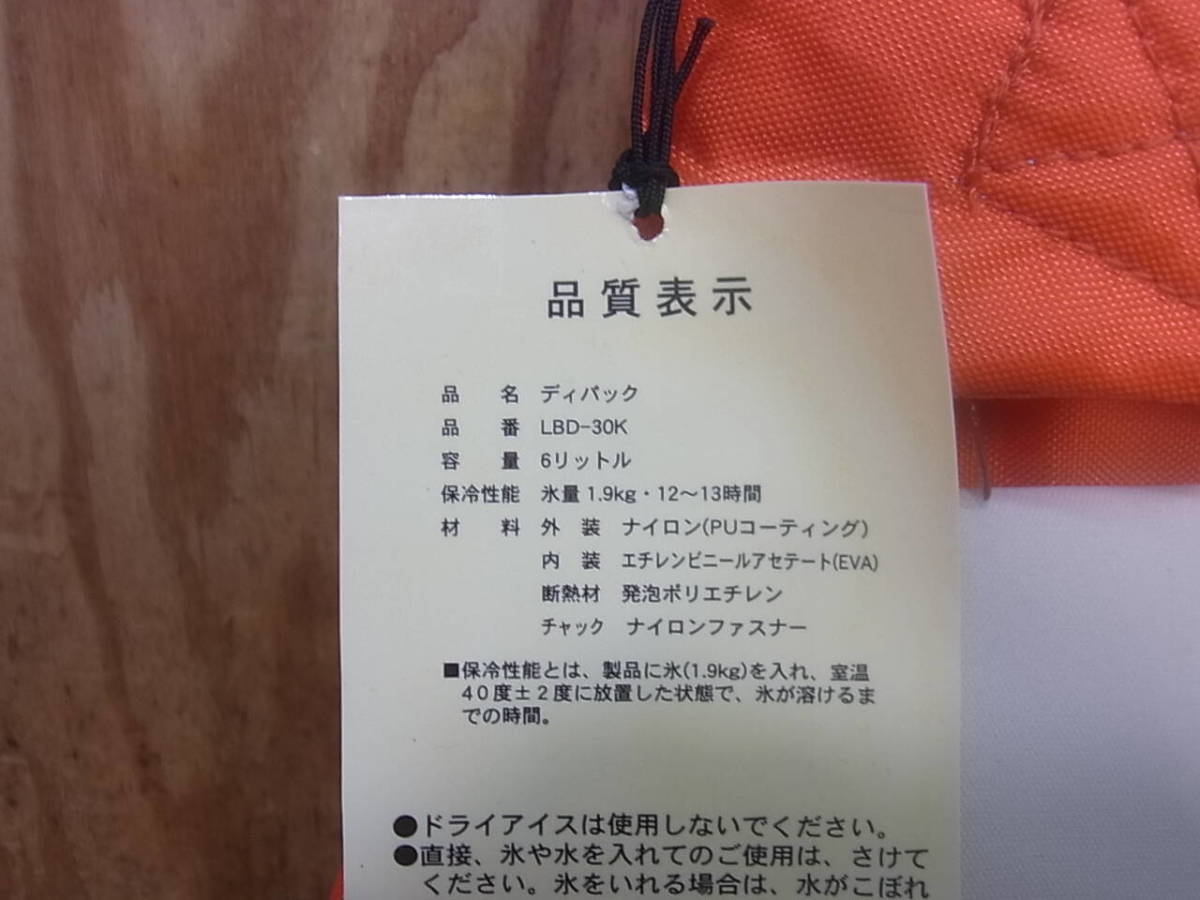 品質表示
品 名 ディパック
品 番 LBD-30K
容 量 6リットル
保冷性能 氷量1.9kg・12〜13時間
材 料 外 装 ナイロン(PUコーティング)
内 装 エチレンビニールアセテート(EVA)
断熱材 発泡ポリエチレン
チャック ナイロンファスナー
■保冷性能とは、製品に氷(1.9kg)を入れ、室温
40度±2度に放置した状態で、氷が溶けるま
での時間。
●ドライアイスは使用しないでください。
●直接、氷や水を入れてのご使用は、さけて
ください。氷をいれる場合は、水がこぼれ